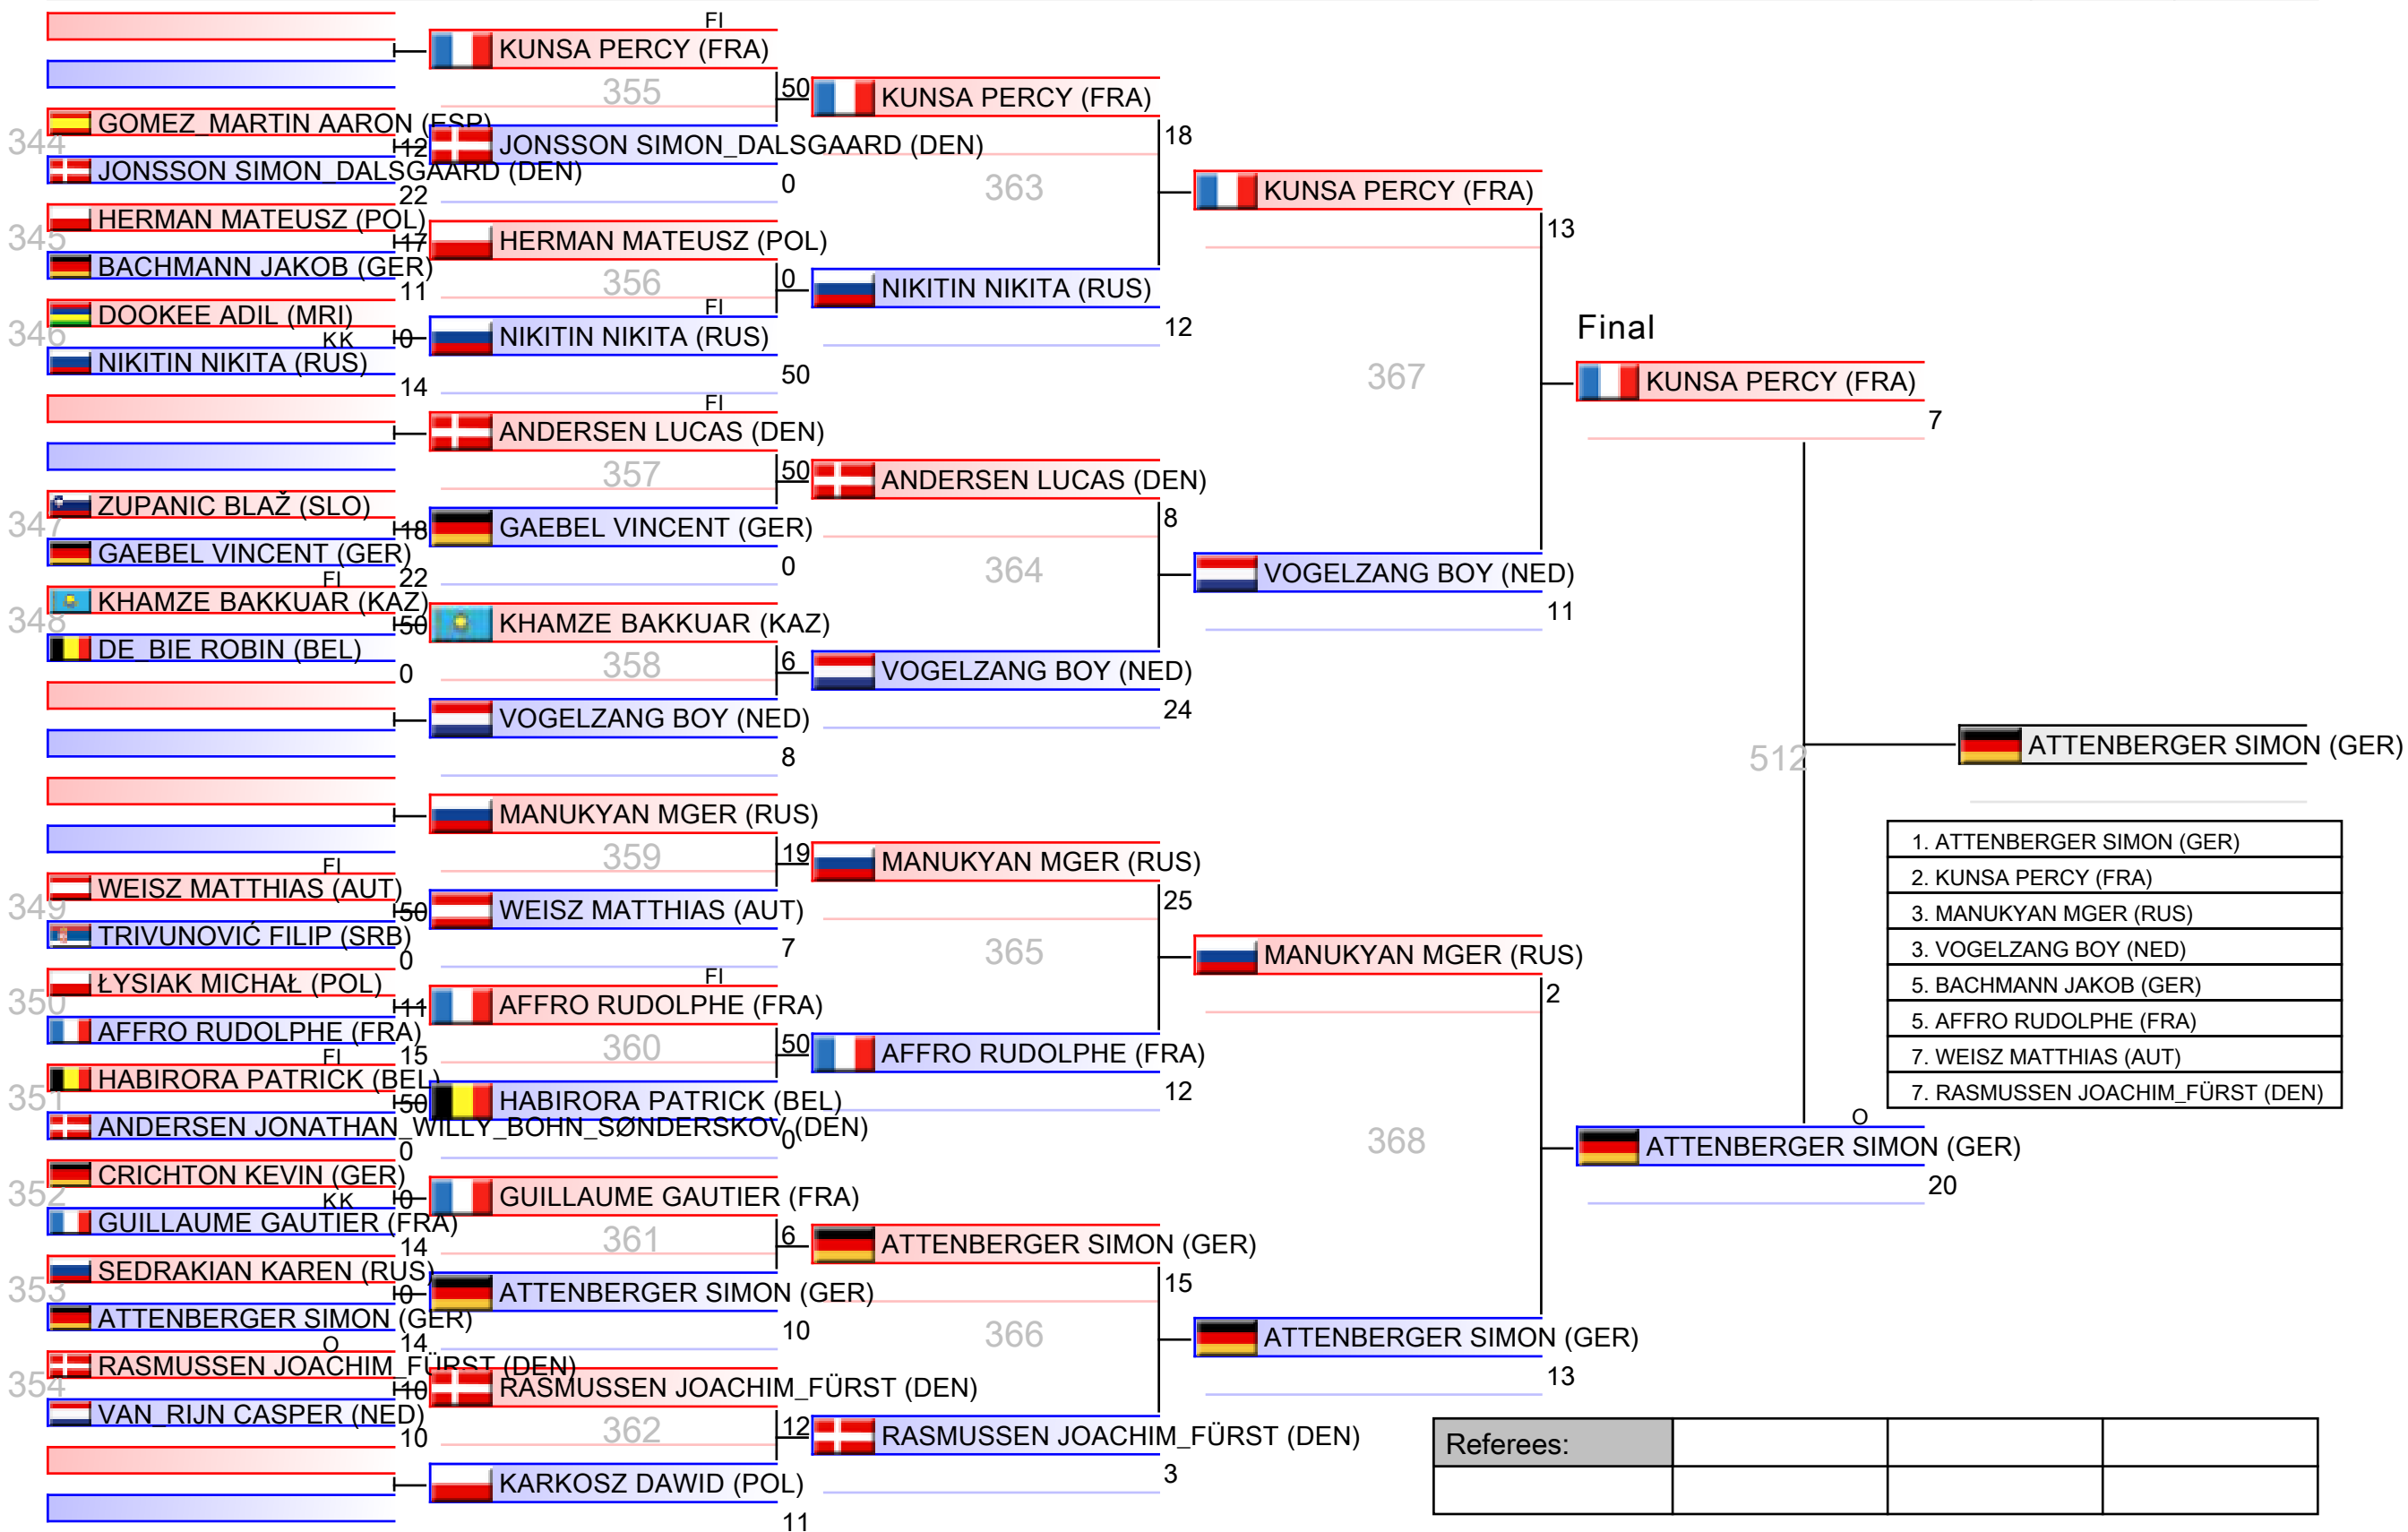 FI
KUNSA PERCY (FRA)
355
50
JONSSON SIMON_DALSGAARD (DEN)
0
344
GOMEZ_MARTIN AARON (ESP)
12
JONSSON SIMON_DALSGAARD (DEN)
22
345
HERMAN MATEUSZ (POL)
17
BACHMANN JAKOB (GER)
11
HERMAN MATEUSZ (POL)
356
0
FI
NIKITIN NIKITA (RUS)
50
346
DOOKEE ADIL (MRI)
KK
0
NIKITIN NIKITA (RUS)
14
FI
ANDERSEN LUCAS (DEN)
357
50
GAEBEL VINCENT (GER)
0
347
ZUPANIC BLAŽ (SLO)
18
GAEBEL VINCENT (GER)
22
348
FI
KHAMZE BAKKUAR (KAZ)
50
DE_BIE ROBIN (BEL)
0
KHAMZE BAKKUAR (KAZ)
358
6
VOGELZANG BOY (NED)
8
MANUKYAN MGER (RUS)
359
19
WEISZ MATTHIAS (AUT)
7
349
FI
WEISZ MATTHIAS (AUT)
50
TRIVUNOVIĆ FILIP (SRB)
0
350
ŁYSIAK MICHAŁ (POL)
11
AFFRO RUDOLPHE (FRA)
15
FI
AFFRO RUDOLPHE (FRA)
360
50
HABIRORA PATRICK (BEL)
0
351
FI
HABIRORA PATRICK (BEL)
50
ANDERSEN JONATHAN_WILLY_BOHN_SØNDERSKOV (DEN)
0
352
CRICHTON KEVIN (GER)
KK
0
GUILLAUME GAUTIER (FRA)
14
GUILLAUME GAUTIER (FRA)
361
6
ATTENBERGER SIMON (GER)
10
353
SEDRAKIAN KAREN (RUS)
0
ATTENBERGER SIMON (GER)
14
354
O
RASMUSSEN JOACHIM_FÜRST (DEN)
10
VAN_RIJN CASPER (NED)
10
RASMUSSEN JOACHIM_FÜRST (DEN)
362
12
KARKOSZ DAWID (POL)
11
KUNSA PERCY (FRA)
18
363
NIKITIN NIKITA (RUS)
12
ANDERSEN LUCAS (DEN)
8
364
VOGELZANG BOY (NED)
24
MANUKYAN MGER (RUS)
25
365
AFFRO RUDOLPHE (FRA)
12
ATTENBERGER SIMON (GER)
15
366
RASMUSSEN JOACHIM_FÜRST (DEN)
3
KUNSA PERCY (FRA)
13
367
VOGELZANG BOY (NED)
11
MANUKYAN MGER (RUS)
2
368
ATTENBERGER SIMON (GER)
13
Final
KUNSA PERCY (FRA)
7
512
O
ATTENBERGER SIMON (GER)
20
ATTENBERGER SIMON (GER)
1. ATTENBERGER SIMON (GER)
2. KUNSA PERCY (FRA)
3. MANUKYAN MGER (RUS)
3. VOGELZANG BOY (NED)
5. BACHMANN JAKOB (GER)
5. AFFRO RUDOLPHE (FRA)
7. WEISZ MATTHIAS (AUT)
7. RASMUSSEN JOACHIM_FÜRST (DEN)
Referees: